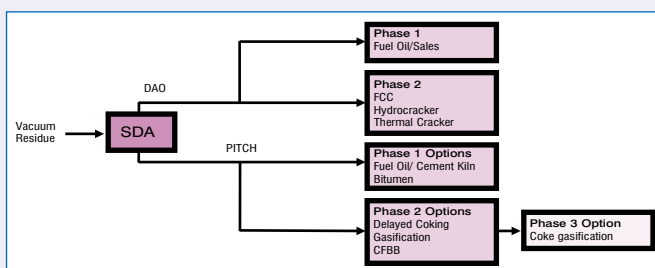 Phase 1
Fuel Oil/Sales
DAO
Phase 2
FCC
Hydrocracker
Thermal Cracker
Vacuum
Residue
SDA
PITCH
Phase 1 Options
Fuel Oil/ Cement Kiln
Bitumen
Phase 2 Options
Delayed Coking
Gasification
CFBB
Phase 3 Option
Coke gasification